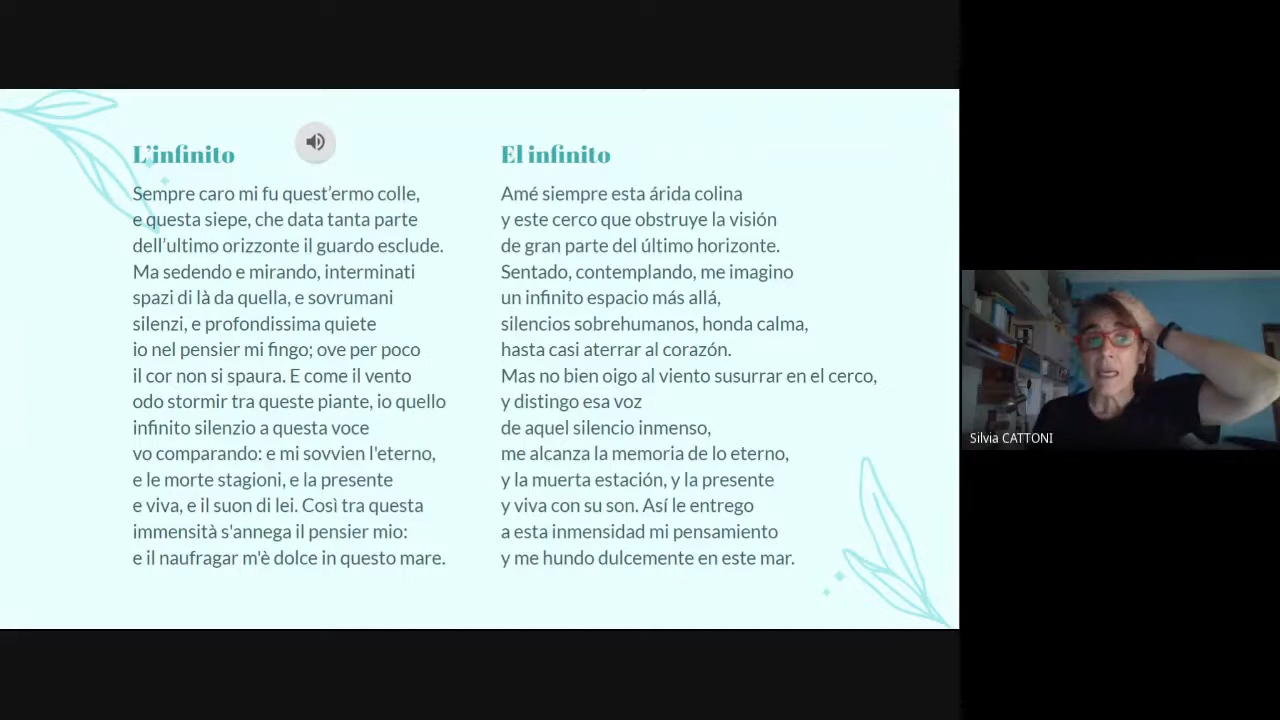 L'infinito
Sempre caro mi fu quest'ermo colle,
e questa siepe, che data tanta parte
dell'ultimo orizzonte il guardo esclude.
Ma sedendo e mirando, interminati
spazi di là da quella, e sovrumani
silenzi, e profondissima quiete
io nel pensier mi fingo; ove per poco
il cor non si spaura. E come il vento
odo stormir tra queste piante, io quello
infinito silenzio a questa voce
vo comparando: e mi sovvien l'eterno,
e le morte stagioni, e la presente
e viva, e il suon di lei. Così tra questa
immensità s'annega il pensier mio:
e il naufragar m'è dolce in questo mare.
El infinito
Amé siempre esta árida colina
y este cerco que obstruye la visión
de gran parte del último horizonte.
Sentado, contemplando, me imagino
un infinito espacio más allá,
silencios sobrehumanos, honda calma,
hasta casi aterrar al corazón.
Mas no bien oigo al viento susurrar en el cerco,
y distingo esa voz
de aquel silencio inmenso,
me alcanza la memoria de lo eterno,
y la muerta estación, y la presente
y viva con su son. Así le entrego
a esta inmensidad mi pensamiento
y me hundo dulcemente en este mar.
Silvia CATTONI